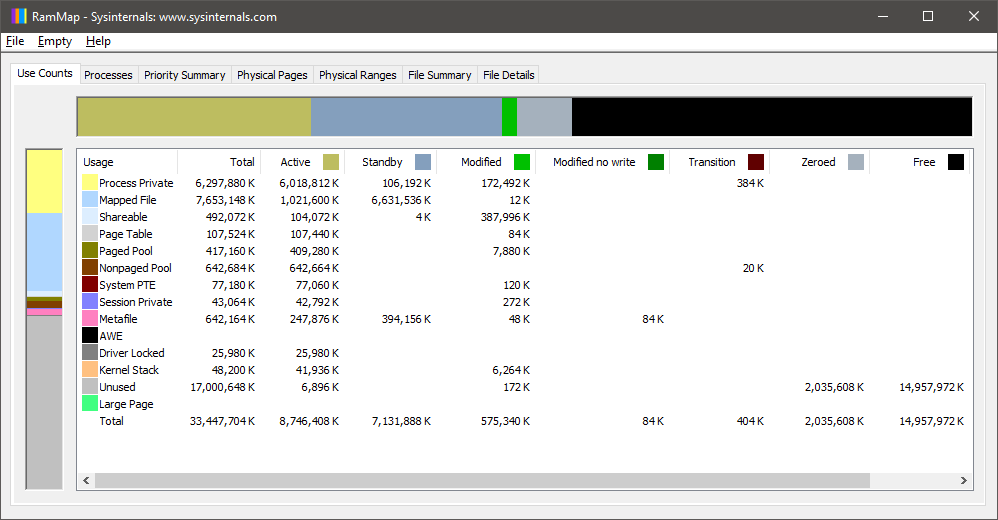 RamMap - Sysinternals: www.sysinternals.com
File Empty Help
Use Counts Processes Priority Summary Physical Pages Physical Ranges File Summary File Details
Usage Total Active Standby Modified Modified no write Transition Zeroed Free
Process Private 6,297,880 K 6,018,812 K 106,192 K 172,492 K 384 K
Mapped File 7,653,148 K 1,021,600 K 6,631,536 K 12 K
Shareable 492,072 K 104,072 K 4 K 387,996 K
Page Table 107,524 K 107,440 K 84 K
Paged Pool 417,160 K 409,280 K 7,880 K
Nonpaged Pool 642,684 K 642,664 K 20 K
System PTE 77,180 K 77,060 K 120 K
Session Private 43,064 K 42,792 K 272 K
Metafile 642,164 K 247,876 K 394,156 K 48 K 84 K
AWE
Driver Locked 25,980 K 25,980 K
Kernel Stack 48,200 K 41,936 K 6,264 K
Unused 17,000,648 K 6,896 K 172 K 2,035,608 K 14,957,972 K
Large Page
Total 33,447,704 K 8,746,408 K 7,131,888 K 575,340 K 84 K 404 K 2,035,608 K 14,957,972 K